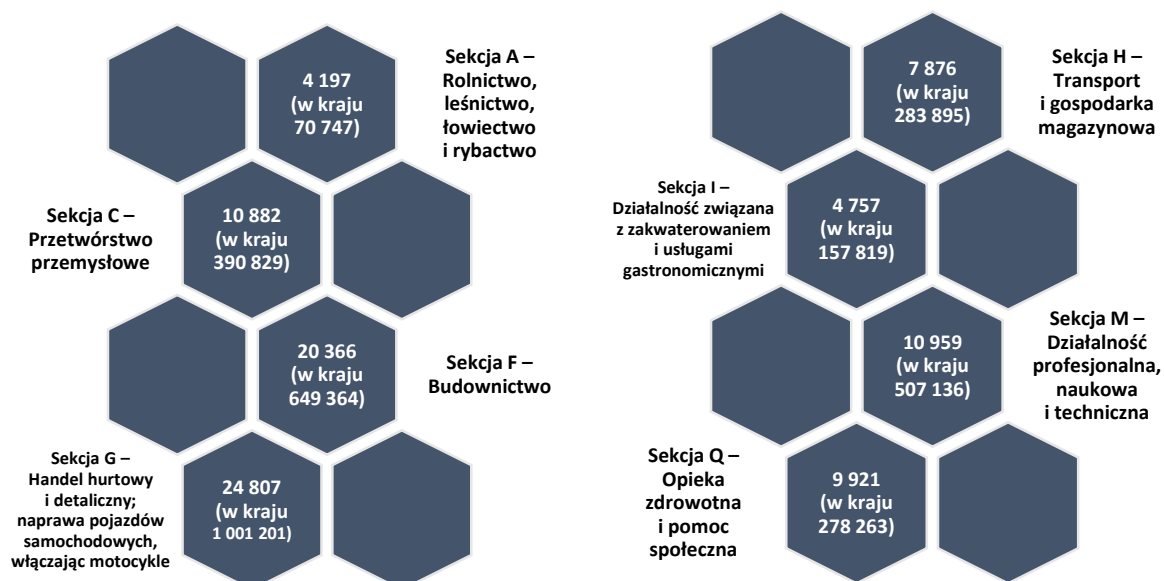 4 197
(w kraju
70 747)
Sekcja A –
Rolnictwo,
leśnictwo,
łowiectwo
i rybactwo
Sekcja C –
Przetwórstwo
przemysłowe
10 882
(w kraju
390 829)
20 366
(w kraju
649 364)
Sekcja F –
Budownictwo
Sekcja G –
Handel hurtowy
i detaliczny;
naprawa pojazdów
samochodowych,
włączając motocykle
24 807
(w kraju
1 001 201)
7 876
(w kraju
283 895)
Sekcja H –
Transport
i gospodarka
magazynowa
Sekcja I –
Działalność związana
z zakwaterowaniem
i usługami
gastronomicznymi
4 757
(w kraju
157 819)
10 959
(w kraju
507 136)
Sekcja M –
Działalność
profesjonalna,
naukowa
i techniczna
Sekcja Q –
Opieka
zdrowotna
i pomoc
społeczna
9 921
(w kraju
278 263)